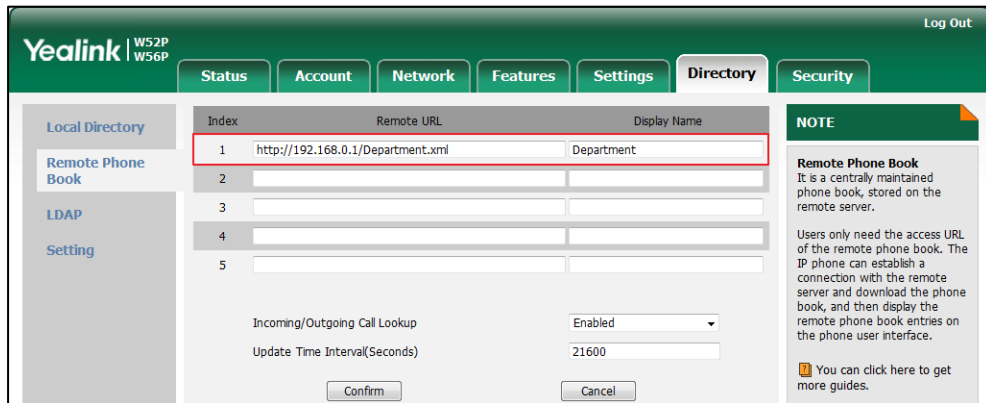 Log Out
Yealink W52P W56P
Status Account Network Features Settings Directory Security
Local Directory
Remote Phone
Book
LDAP
Setting
Index Remote URL Display Name
1 http://192.168.0.1/Department.xml Department
2
3
4
5
Incoming/Outgoing Call Lookup Enabled
Update Time Interval(Seconds) 21600
Confirm Cancel
NOTE
Remote Phone Book
It is a centrally maintained
phone book, stored on the
remote server.
Users only need the access URL
of the remote phone book. The
IP phone can establish a
connection with the remote
server and download the phone
book, and then display the
remote phone book entries on
the phone user interface.
You can click here to get
more guides.